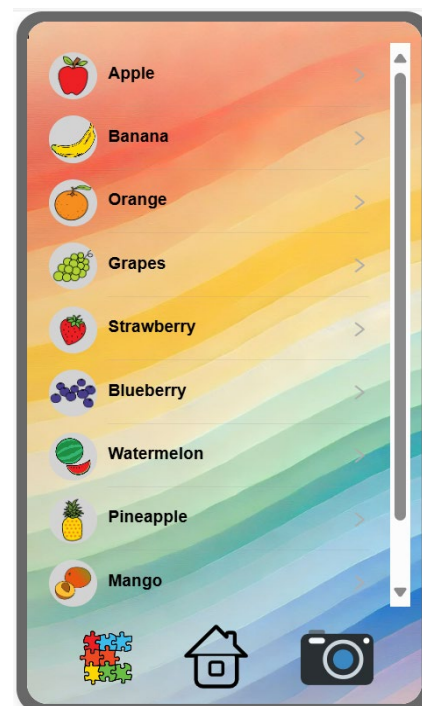 Apple
Banana
Orange
Grapes
Strawberry
Blueberry
Watermelon
Pineapple
Mango